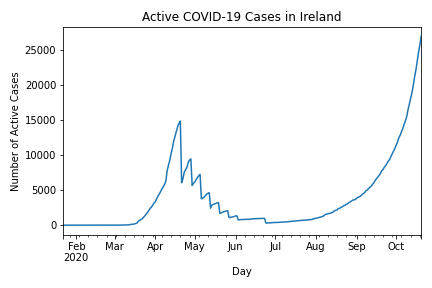 Active COVID-19 Cases in Ireland
Number of Active Cases
25000
20000
15000
10000
5000
0
Feb Mar Apr May Jun Jul Aug Sep Oct
2020
Day